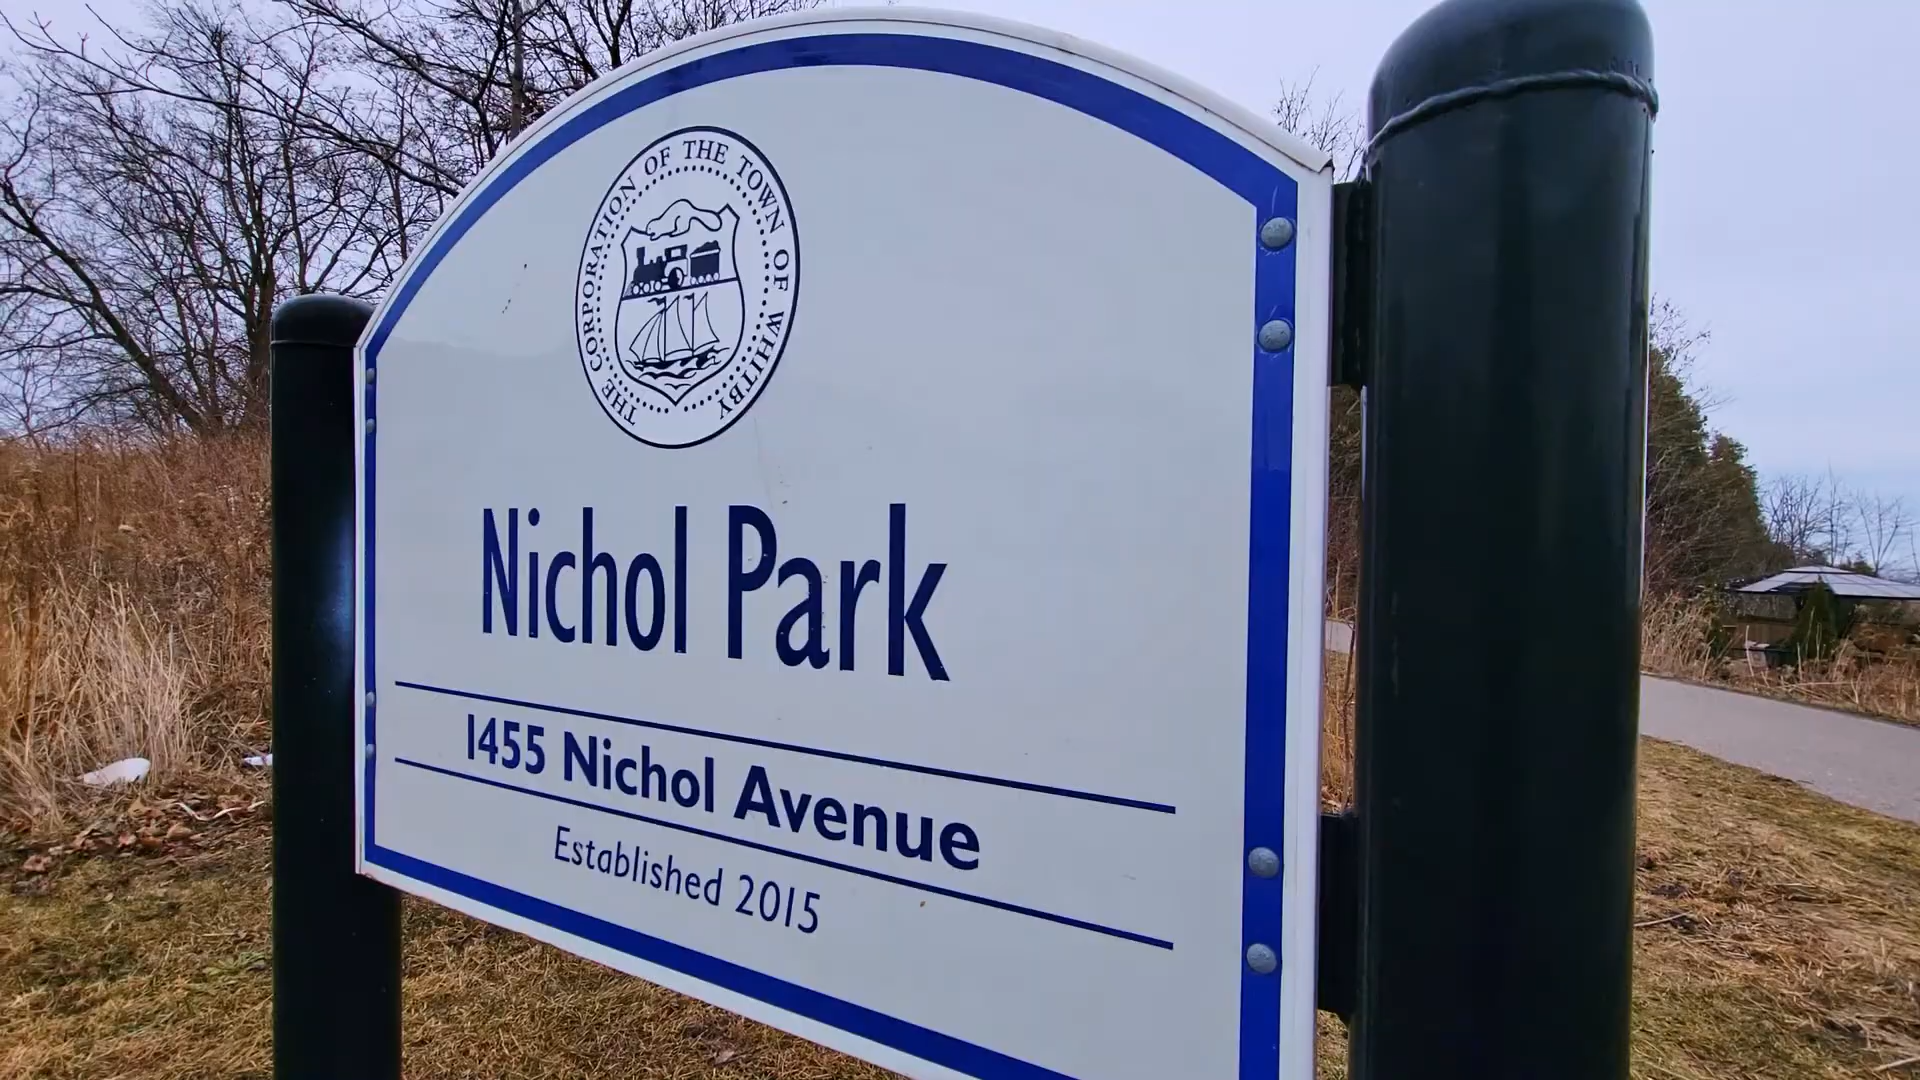 THE CORPORATION OF THE TOWN OF WHITBY
Nichol Park
1455 Nichol Avenue
Established 2015